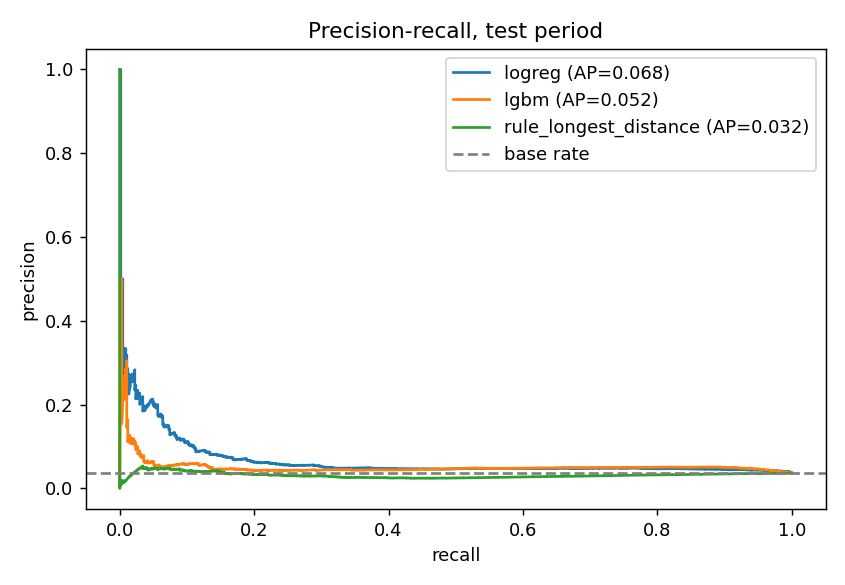 Precision-recall, test period
logreg (AP=0.068)
lgbm (AP=0.052)
rule_longest_distance (AP=0.032)
base rate
precision
1.0
0.8
0.6
0.4
0.2
0.0
0.0 0.2 0.4 0.6 0.8 1.0
recall